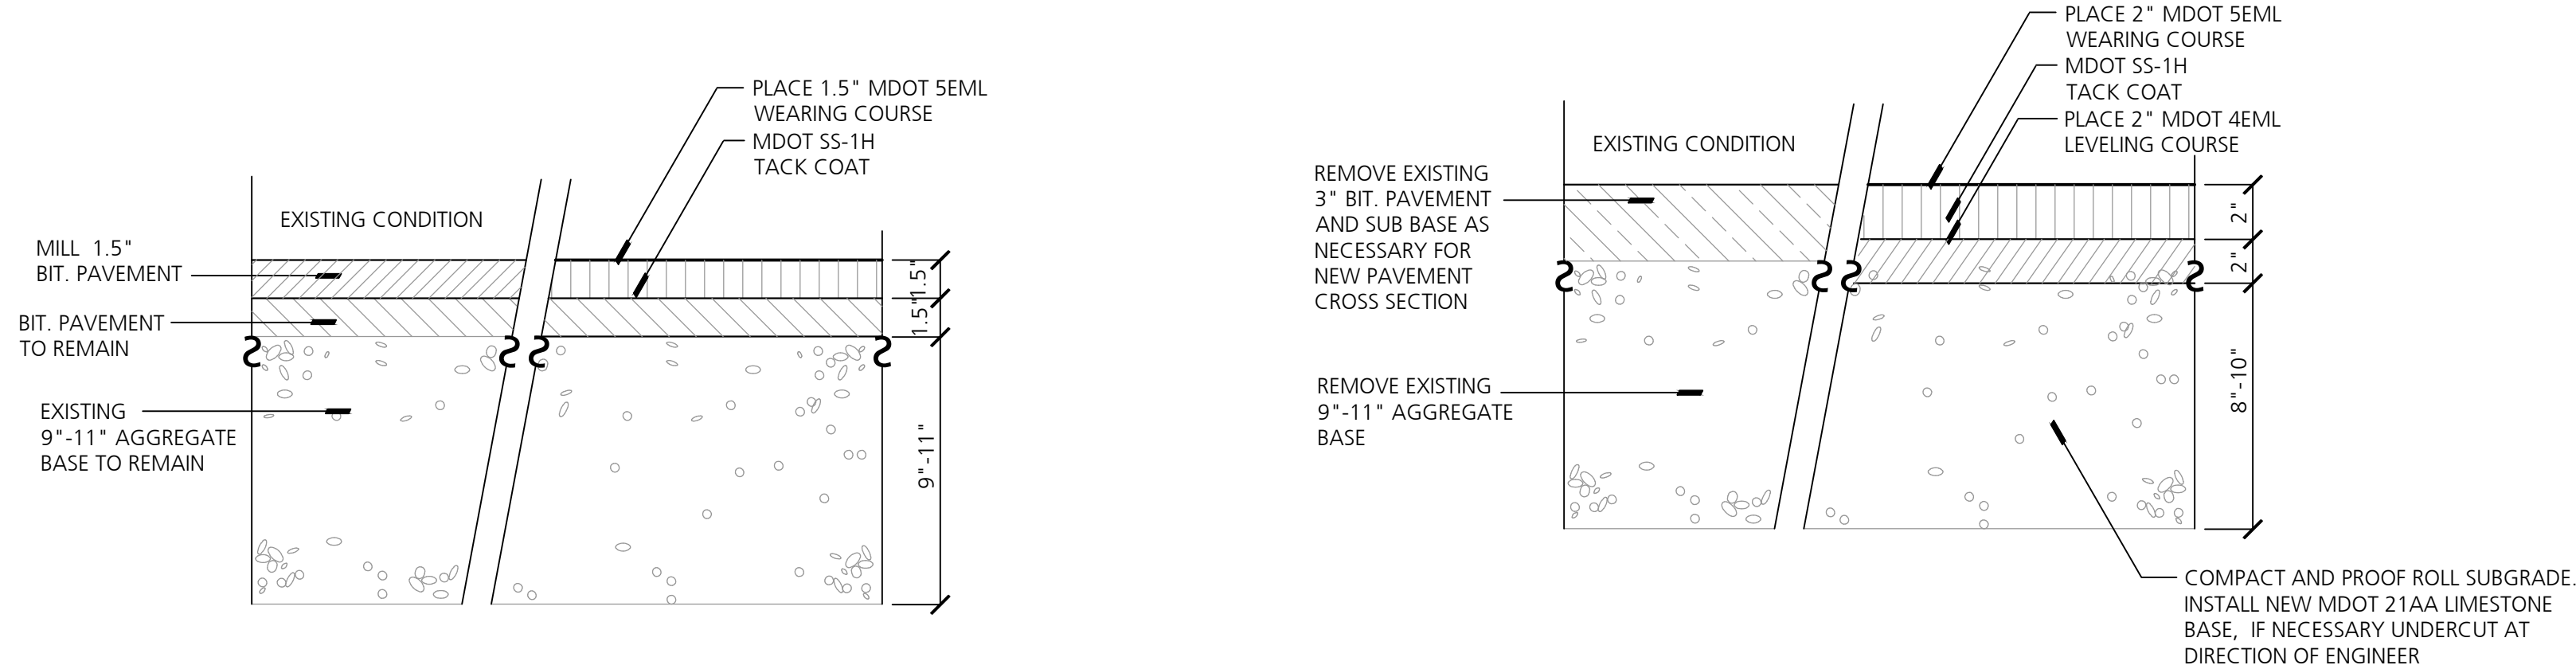 PLACE 1.5" MDOT 5EML
WEARING COURSE
MDOT SS-1H
TACK COAT
EXISTING CONDITION
MILL 1.5"
BIT. PAVEMENT
BIT. PAVEMENT
TO REMAIN
EXISTING
9"-11" AGGREGATE
BASE TO REMAIN
1.5"
1.5"
9"-11"
PLACE 2" MDOT 5EML
WEARING COURSE
MDOT SS-1H
TACK COAT
PLACE 2" MDOT 4EML
LEVELING COURSE
EXISTING CONDITION
REMOVE EXISTING
3" BIT. PAVEMENT
AND SUB BASE AS
NECESSARY FOR
NEW PAVEMENT
CROSS SECTION
REMOVE EXISTING
9"-11" AGGREGATE
BASE
2"
2"
8"-10"
COMPACT AND PROOF ROLL SUBGRADE.
INSTALL NEW MDOT 21AA LIMESTONE
BASE, IF NECESSARY UNDERCUT AT
DIRECTION OF ENGINEER